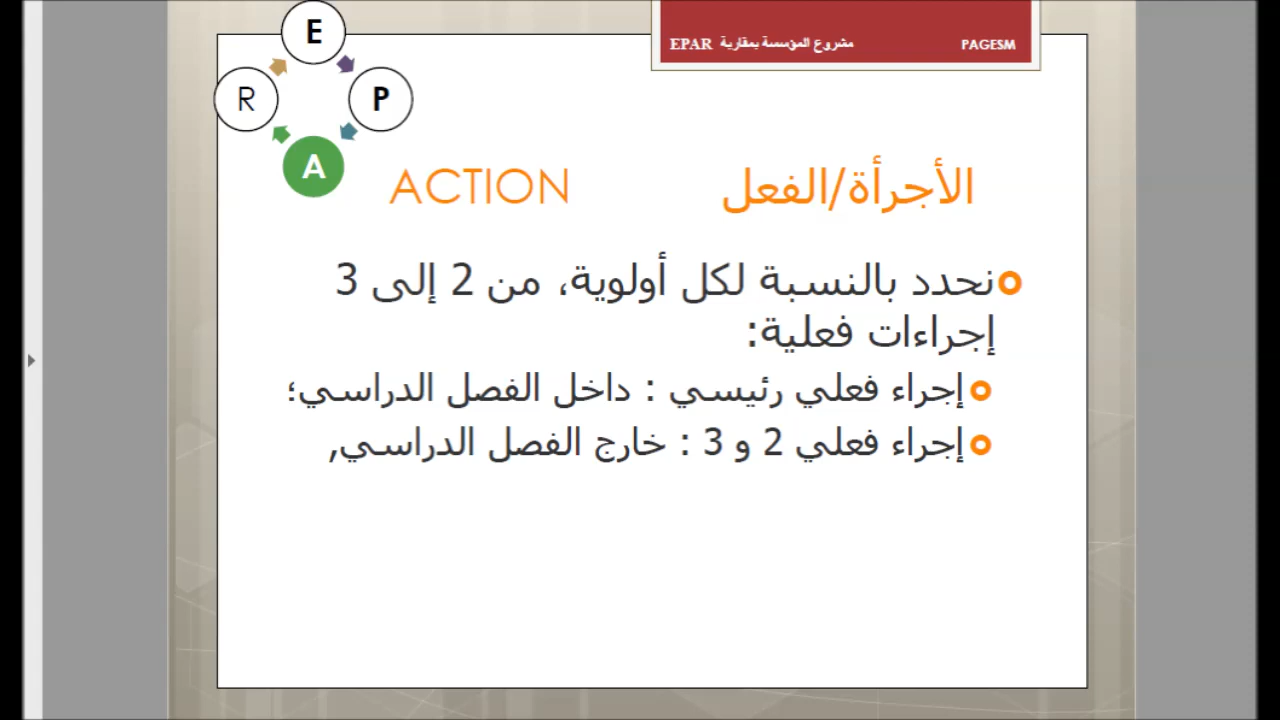 E
R
P
A
مشروع المؤسسة بمقاربة EPAR
PAGESM
الأجرأة/الفعل ACTION
نحدد بالنسبة لكل أولوية، من 2 إلى 3
إجراءات فعلية:
إجراء فعلي رئيسي : داخل الفصل الدراسي؛
إجراء فعلي 2 و 3 : خارج الفصل الدراسي,